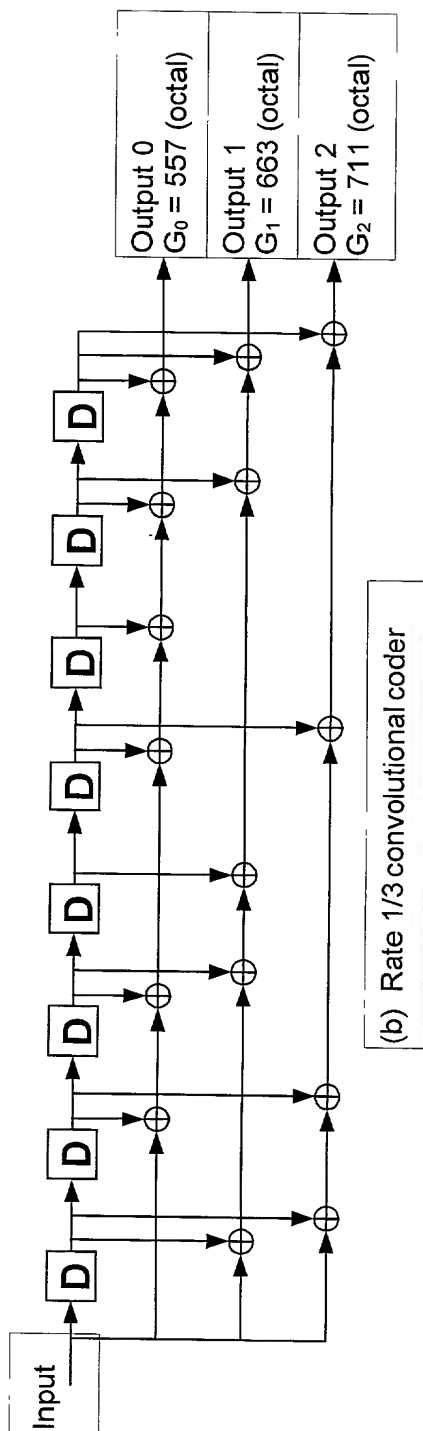 Input
D
D
D
D
D
D
D
D
Output 0
G₀ = 557 (octal)
Output 1
G₁ = 663 (octal)
Output 2
G₂ = 711 (octal)
(b) Rate 1/3 convolutional coder